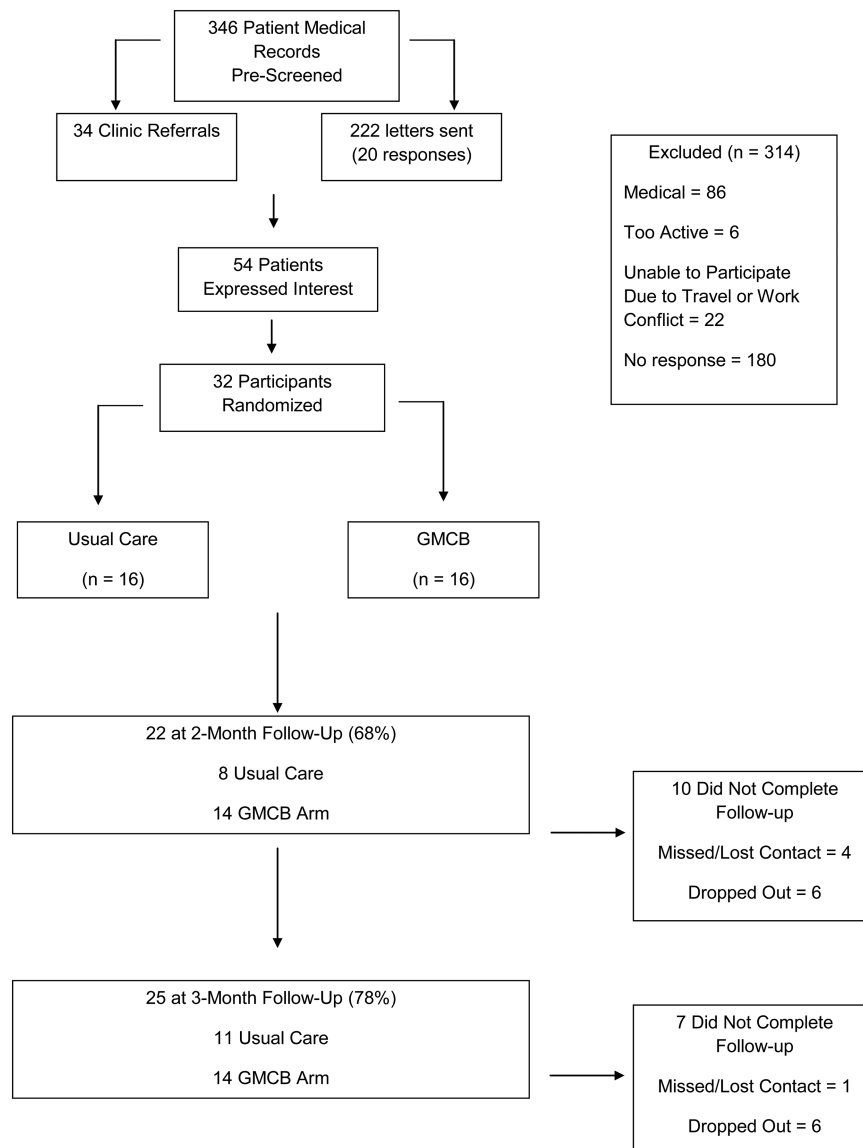 346 Patient Medical
Records
Pre-Screened
34 Clinic Referrals
222 letters sent
(20 responses)
Excluded (n = 314)
Medical = 86
Too Active = 6
Unable to Participate
Due to Travel or Work
Conflict = 22
No response = 180
54 Patients
Expressed Interest
32 Participants
Randomized
Usual Care
(n = 16)
GMCB
(n = 16)
22 at 2-Month Follow-Up (68%)
8 Usual Care
14 GMCB Arm
10 Did Not Complete
Follow-up
Missed/Lost Contact = 4
Dropped Out = 6
25 at 3-Month Follow-Up (78%)
11 Usual Care
14 GMCB Arm
7 Did Not Complete
Follow-up
Missed/Lost Contact = 1
Dropped Out = 6